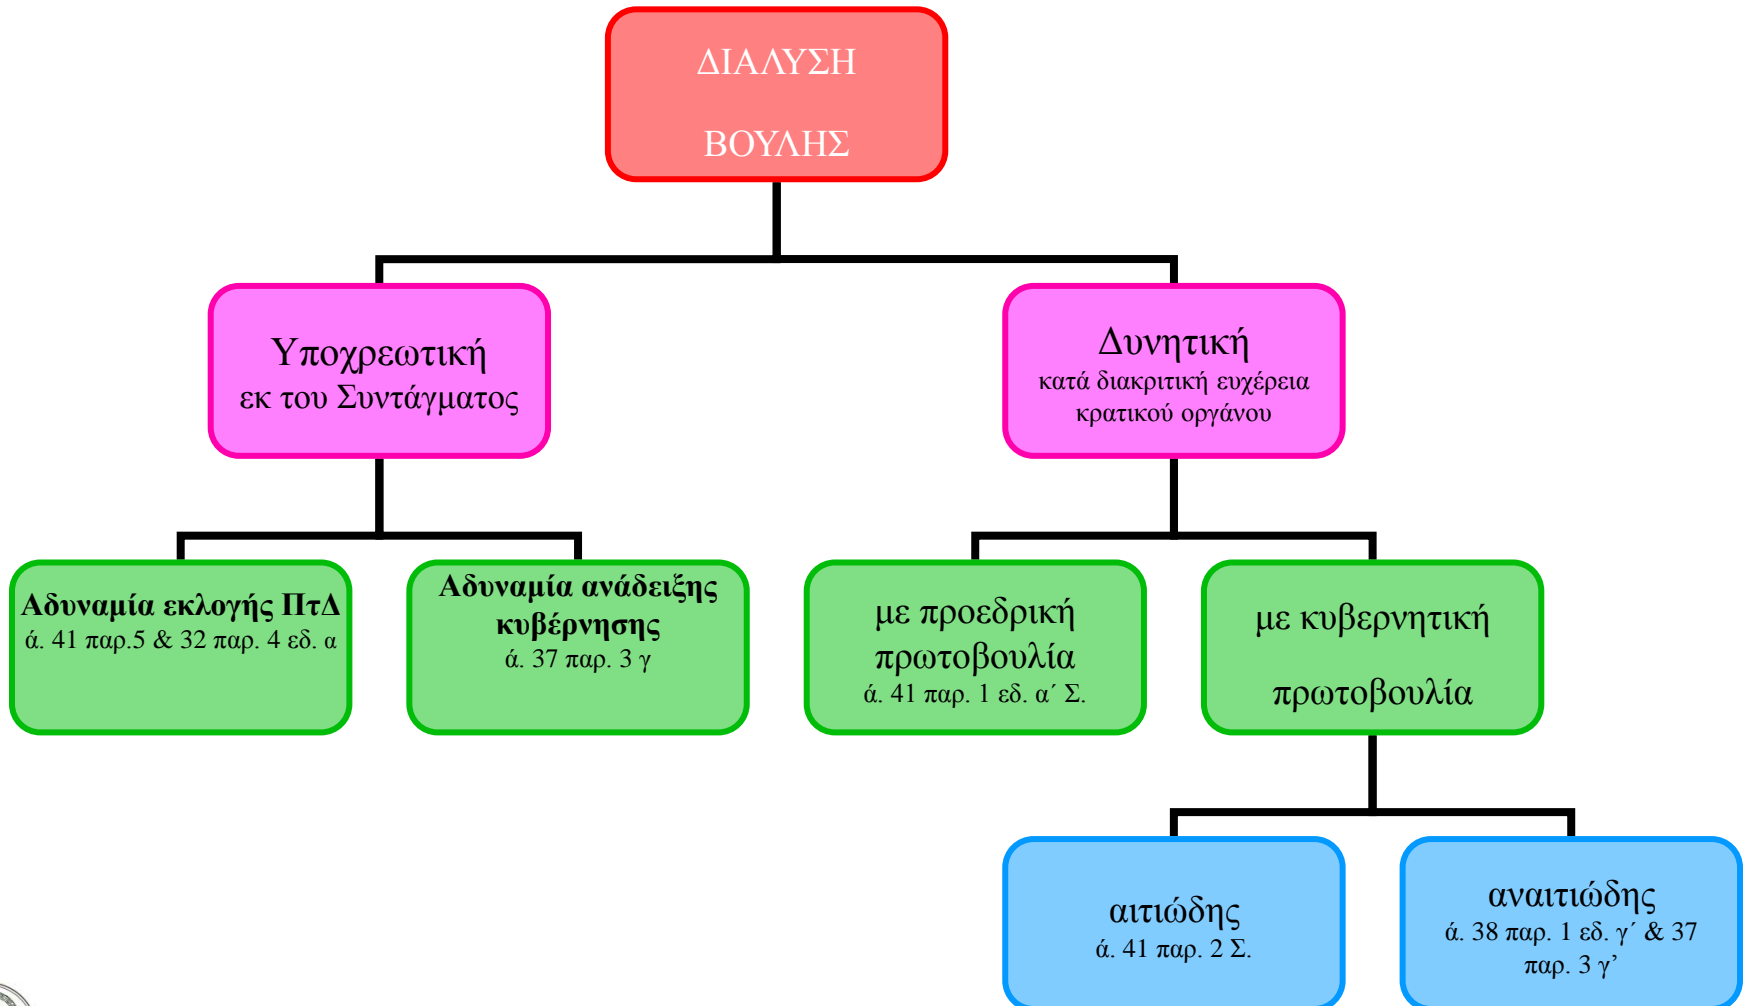 ΔΙΑΛΥΣΗ
ΒΟΥΛΗΣ
Υποχρεωτική
εκ του Συντάγματος
Δυνητική
κατά διακριτική ευχέρεια
κρατικού οργάνου
Αδυναμία εκλογής ΠτΔ
ά. 41 παρ.5 & 32 παρ. 4 εδ. α
Αδυναμία ανάδειξης
κυβέρνησης
ά. 37 παρ. 3 γ
με προεδρική
πρωτοβουλία
ά. 41 παρ. 1 εδ. α΄ Σ.
με κυβερνητική
πρωτοβουλία
αιτιώδης
ά. 41 παρ. 2 Σ.
αναιτιώδης
ά. 38 παρ. 1 εδ. γ΄ & 37
παρ. 3 γ’